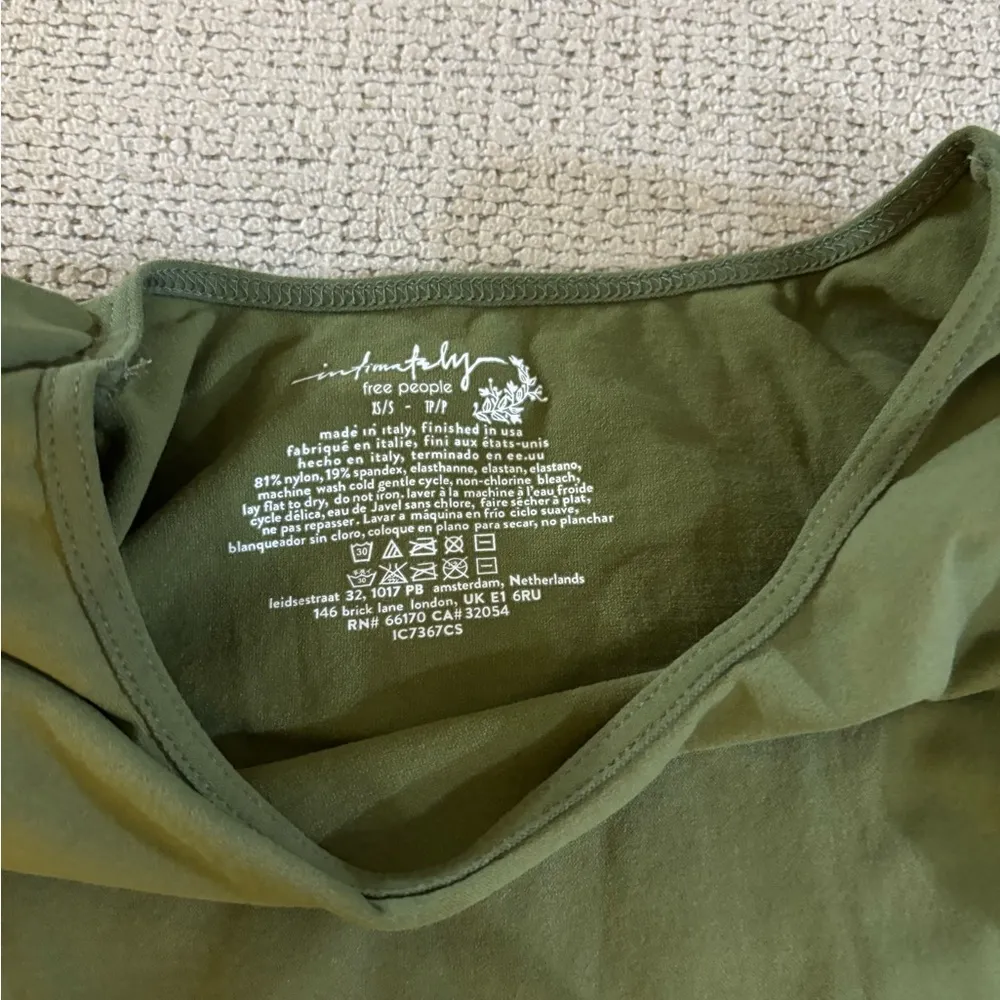 intimately
free people
XS/S - TP/P
made in italy, finished in usa
fabriqué en italie, fini aux états-unis
hecho en italy, terminado en ee.uu
81% nylon, 19% spandex, elasthanne, elastan, elastano,
machine wash cold gentle cycle, non-chlorine bleach,
lay flat to dry, do not iron. laver à la machine à l'eau froide
cycle délica, eau de Javel sans chlore, faire sécher à plat,
ne pas repasser. Lavar a máquina en frío ciclo suave,
blanqueador sin cloro, coloque en plano para secar, no planchar
30
30
leidsestraat 32, 1017 PB amsterdam, Netherlands
146 brick lane london, UK E1 6RU
RN# 66170 CA# 32054
IC7367CS